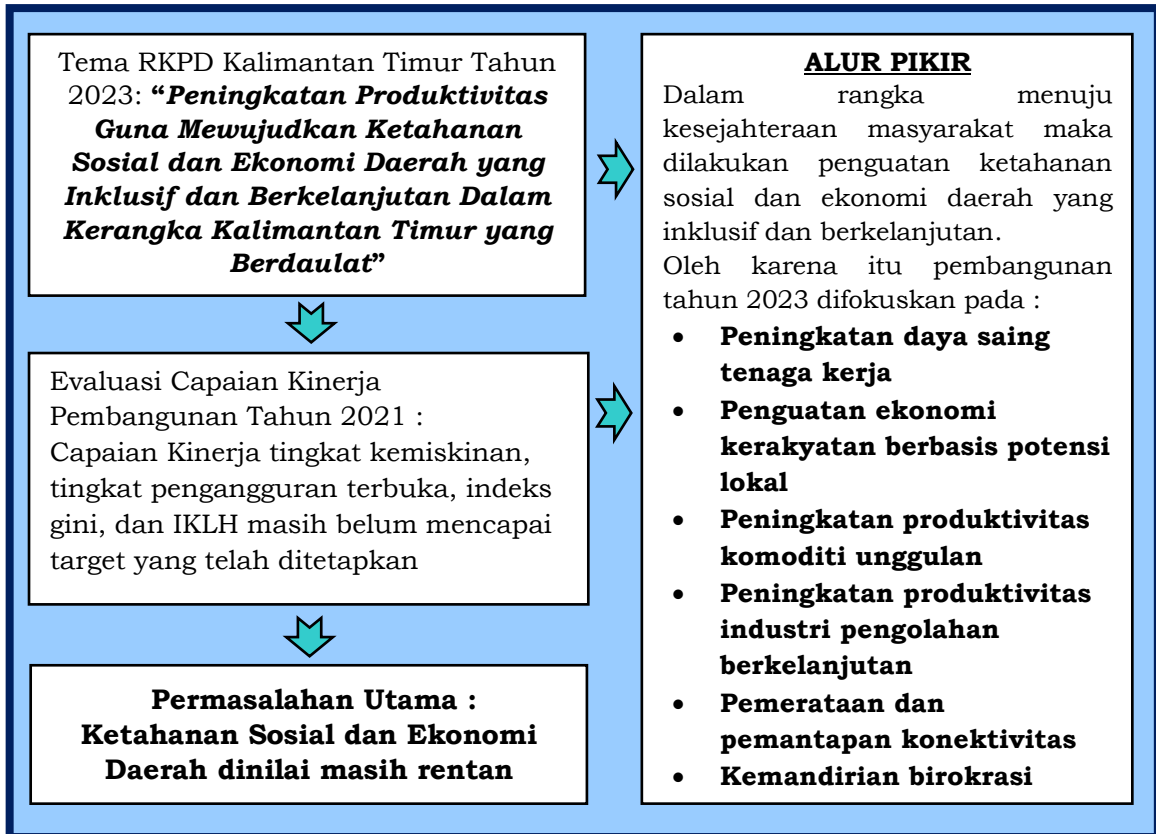 Tema RKPD Kalimantan Timur Tahun
2023: “Peningkatan Produktivitas
Guna Mewujudkan Ketahanan
Sosial dan Ekonomi Daerah yang
Inklusif dan Berkelanjutan Dalam
Kerangka Kalimantan Timur yang
Berdaulat”
Evaluasi Capaian Kinerja
Pembangunan Tahun 2021 :
Capaian Kinerja tingkat kemiskinan,
tingkat pengangguran terbuka, indeks
gini, dan IKLH masih belum mencapai
target yang telah ditetapkan
Permasalahan Utama :
Ketahanan Sosial dan Ekonomi
Daerah dinilai masih rentan
ALUR PIKIR
Dalam rangka menuju
kesejahteraan masyarakat maka
dilakukan penguatan ketahanan
sosial dan ekonomi daerah yang
inklusif dan berkelanjutan.
Oleh karena itu pembangunan
tahun 2023 difokuskan pada :
• Peningkatan daya saing
tenaga kerja
• Penguatan ekonomi
kerakyatan berbasis potensi
lokal
• Peningkatan produktivitas
komoditi unggulan
• Peningkatan produktivitas
industri pengolahan
berkelanjutan
• Pemerataan dan
pemantapan konektivitas
• Kemandirian birokrasi